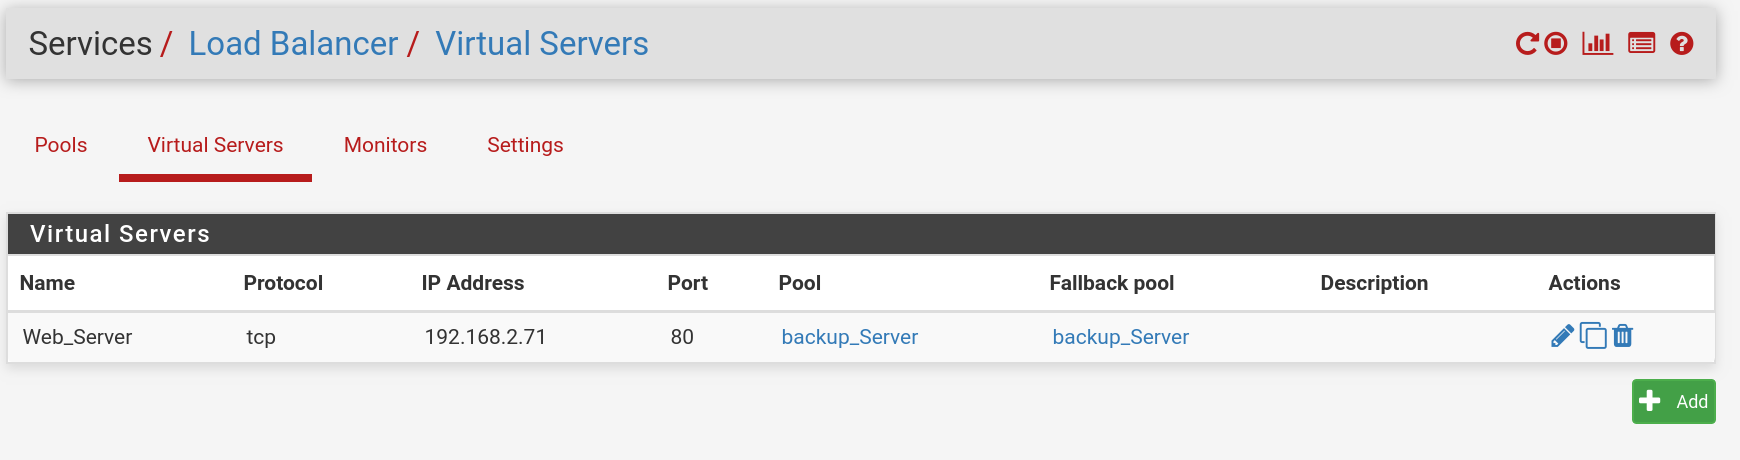 Services / Load Balancer / Virtual Servers
Pools Virtual Servers Monitors Settings
Virtual Servers
Name Protocol IP Address Port Pool Fallback pool Description Actions
Web_Server tcp 192.168.2.71 80 backup_Server backup_Server
Add